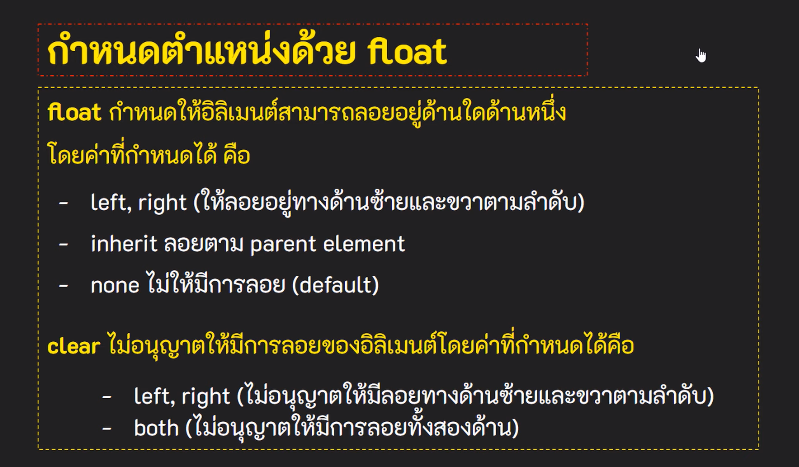 กำหนดตำแหน่งด้วย float
float กำหนดให้อิลิเมนต์สามารถลอยอยู่ด้านใดด้านหนึ่ง
โดยค่าที่กำหนดได้ คือ
- left, right (ให้ลอยอยู่ทางด้านซ้ายและขวาตามลำดับ)
- inherit ลอยตาม parent element
- none ไม่ให้มีการลอย (default)
clear ไม่อนุญาตให้มีการลอยของอิลิเมนต์โดยค่าที่กำหนดได้คือ
- left, right (ไม่อนุญาตให้มีลอยทางด้านซ้ายและขวาตามลำดับ)
- both (ไม่อนุญาตให้มีการลอยทั้งสองด้าน)